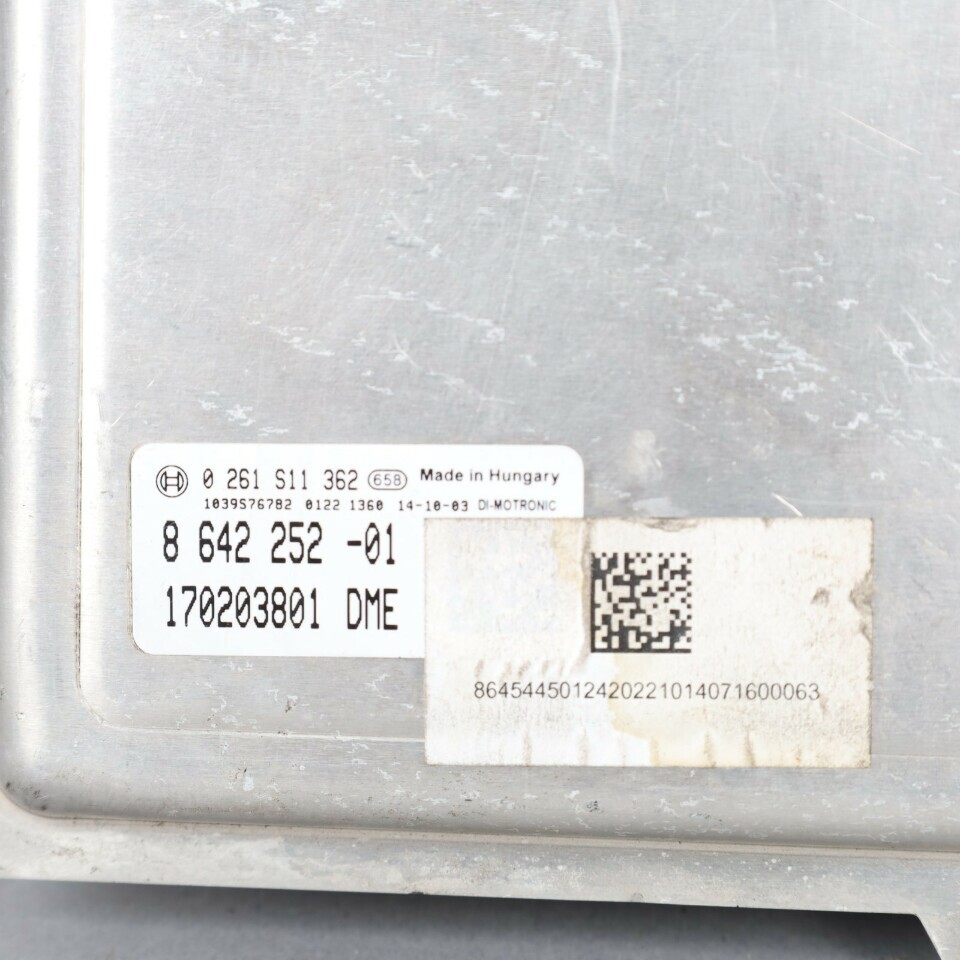 0 261 S11 362 658 Made in Hungary
1039S76782 0122 1360 14-10-03 DI-MOTRONIC
8 642 252 -01
170203801 DME
8645445012420221014071600063